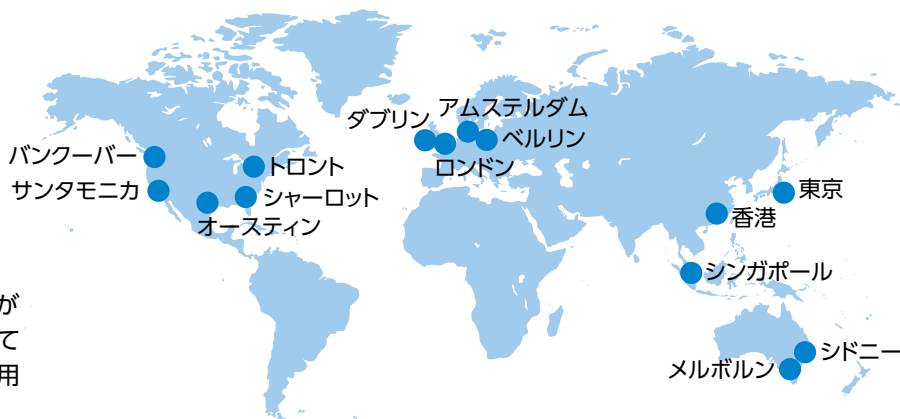 アムステルダム
ダブリン
ベルリン
ロンドン
バンクーバー
トロント
サンタモニカ
シャーロット
オースティン
東京
香港
シンガポール
シドニー
メルボルン
が
て
用